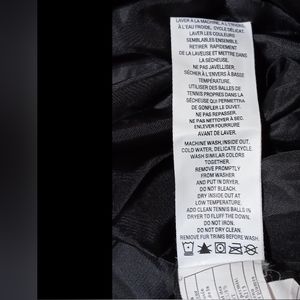 LAVER À LA MACHINE, À L'ENVERS,
À L'EAU FROIDE, CYCLE DÉLICAT.
LAVER LES COULEURS
SEMBLABLES ENSEMBLE.
RETIRER RAPIDEMENT
DE LA LAVEUSE ET METTRE DANS
LA SÉCHEUSE.
NE PAS JAVELLISER.
SÉCHER À L'ENVERS À BASSE
TEMPÉRATURE.
UTILISER DES BALLES DE
TENNIS PROPRES DANS LA
SÉCHEUSE QUI PERMETTRA
DE GONFLER LE DUVET.
NE PAS REPASSER.
NE PAS NETTOYER À SEC.
ENLEVER FOURRURE
AVANT DE LAVER.
MACHINE WASH, INSIDE OUT,
COLD WATER, DELICATE CYCLE.
WASH SIMILAR COLORS
TOGETHER.
REMOVE PROMPTLY
FROM WASHER
AND PUT IN DRYER.
DO NOT BLEACH.
DRY INSIDE OUT AT
LOW TEMPERATURE.
ADD CLEAN TENNIS BALLS IN
DRYER TO FLUFF THE DOWN.
DO NOT IRON.
DO NOT DRY CLEAN.
REMOVE FUR TRIMS BEFORE WASH.